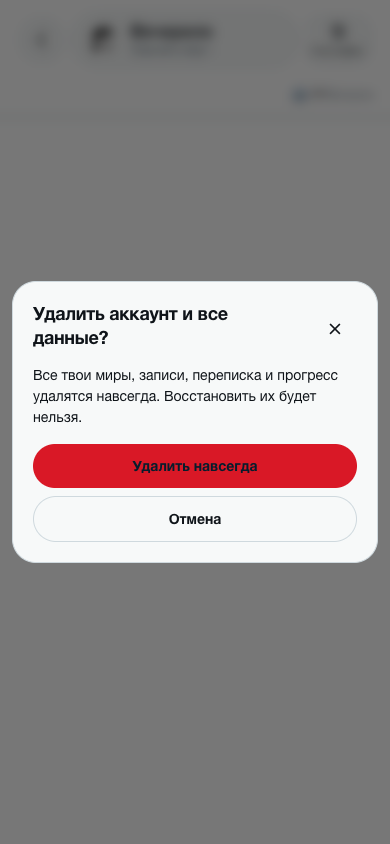 Удалить аккаунт и все
данные?
Все твои миры, записи, переписка и прогресс
удалятся навсегда. Восстановить их будет
нельзя.
Удалить навсегда
Отмена